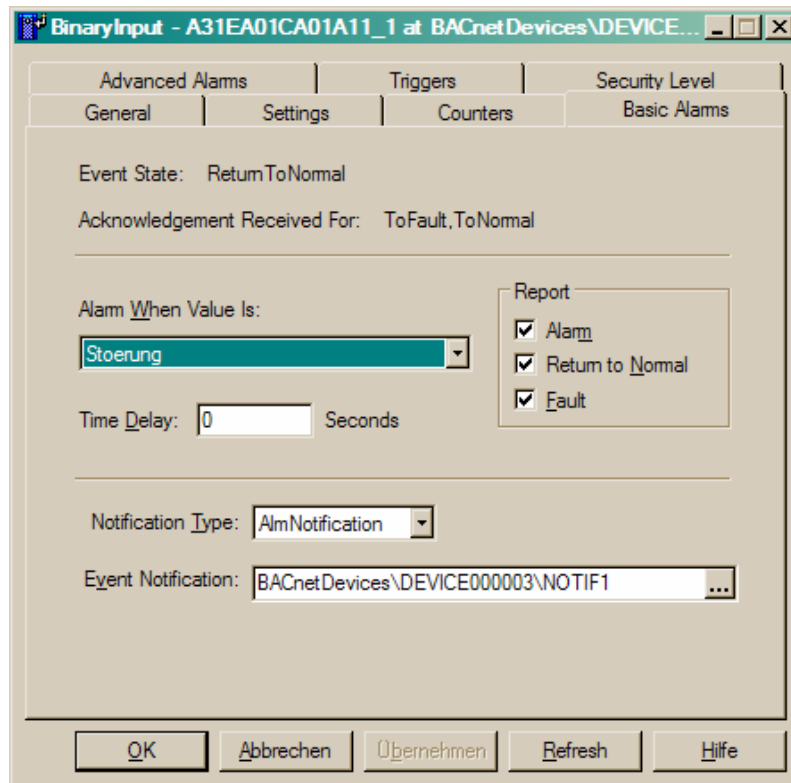 BinaryInput - A31EA01CA01A11_1 at BACnetDevices\DEVICE...
Advanced Alarms Triggers Security Level
General Settings Counters Basic Alarms
Event State: ReturnToNormal
Acknowledgement Received For: ToFault,ToNormal
Report
Alarm When Value Is:
Alarm
Stoerung
Return to Normal
Fault
Time Delay: 0 Seconds
Notification Type: AlmNotification
Event Notification: BACnetDevices\DEVICE000003\NOTIF1 ...
OK Abbrechen Übernehmen Refresh Hilfe